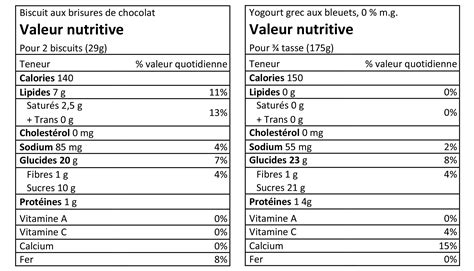 Biscuit aux brisures de chocolat
Valeur nutritive
Pour 2 biscuits (29g)
Teneur % valeur quotidienne
Calories 140
Lipides 7 g 11%
Saturés 2,5 g
+ Trans 0 g 13%
Cholestérol 0 mg
Sodium 85 mg 4%
Glucides 20 g 7%
Fibres 1 g 4%
Sucres 10 g
Protéines 1 g
Vitamine A 0%
Vitamine C 0%
Calcium 0%
Fer 8%
Yogourt grec aux bleuets, 0 % m.g.
Valeur nutritive
Pour ¾ tasse (175g)
Teneur % valeur quotidienne
Calories 150
Lipides 0 g 0%
Saturés 0 g
+ Trans 0 g 0%
Cholestérol 0 mg
Sodium 55 mg 2%
Glucides 23 g 8%
Fibres 1 g 4%
Sucres 21 g
Protéines 1 4g
Vitamine A 0%
Vitamine C 4%
Calcium 15%
Fer 0%